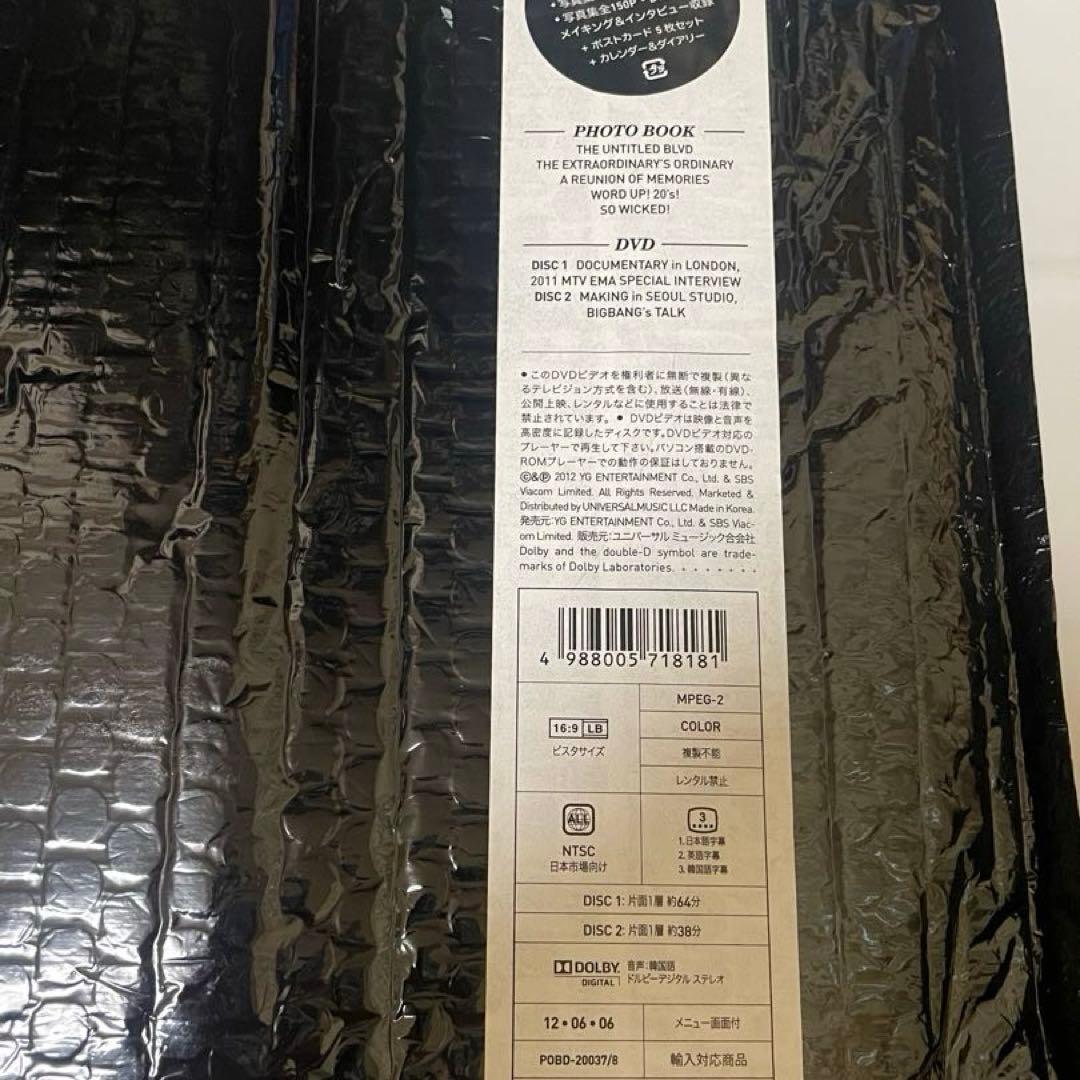 ・写真集全150P・
メイキング&インタビュー収録
+ ポストカード 5枚セット
+ カレンダー&ダイアリー
PHOTO BOOK
THE UNTITLED BLVD
THE EXTRAORDINARY'S ORDINARY
A REUNION OF MEMORIES
WORD UP! 20's!
SO WICKED!
DVD
DISC 1 DOCUMENTARY in LONDON,
2011 MTV EMA SPECIAL INTERVIEW
DISC 2 MAKING in SEOUL STUDIO,
BIGBANG's TALK
●このDVDビデオを権利者に無断で複製(異な
るテレビジョン方式を含む)、放送(無線・有線)、
公開上映、レンタルなどに使用することは法律で
禁止されています。 ● DVDビデオは映像と音声を
高密度に記録したディスクです。DVDビデオ対応の
プレーヤーで再生して下さい。パソコン搭載のDVD-
ROMプレーヤーでの動作の保証はしておりません。
©&℗ 2012 YG ENTERTAINMENT Co., Ltd. & SBS
Viacom Limited. All Rights Reserved. Marketed &
Distributed by UNIVERSAL MUSIC LLC Made in Korea.
発売元:YG ENTERTAINMENT Co., Ltd. & SBS Viac-
om Limited. 販売元:ユニバーサル ミュージック合同会社
Dolby and the double-D symbol are trade-
marks of Dolby Laboratories. . . . . . . .
4 988005 718181
MPEG-2
16:9 LB
COLOR
ビスタサイズ
複製不能
レンタル禁止
ALL
3
NTSC
日本市場向け
1.日本語字幕
2.英語字幕
3.韓国語字幕
DISC 1: 片面1層 約64分
DISC 2: 片面1層 約38分
DOLBY DIGITAL
音声:韓国語
ドルビーデジタル ステレオ
12•06•06
メニュー画面付
POBD-20037/8
輸入対応商品